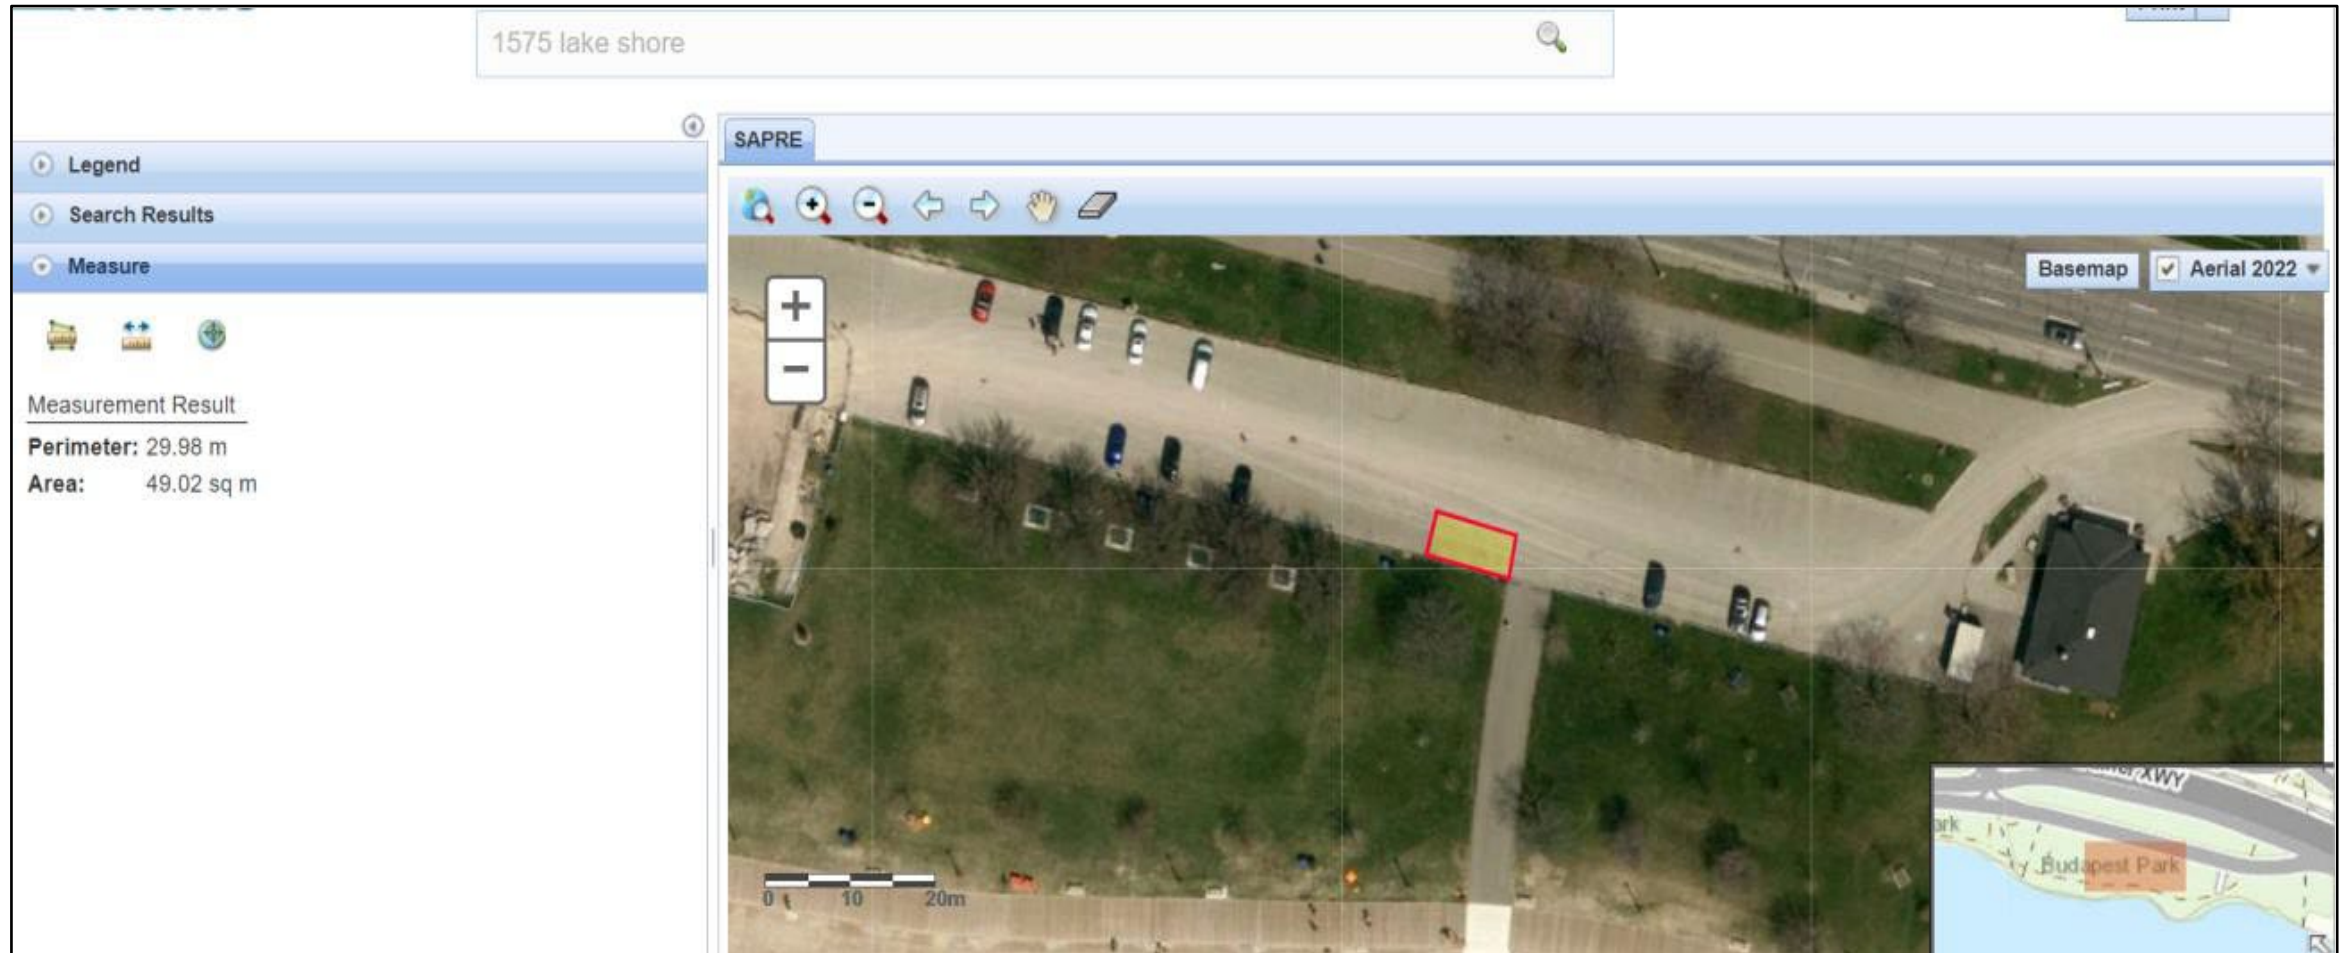 1575 lake shore
Legend
Search Results
Measure
Measurement Result
Perimeter: 29.98 m
Area: 49.02 sq m
SAPRE
+
−
Basemap
Aerial 2022
0 10 20m
XWY
Budapest Park